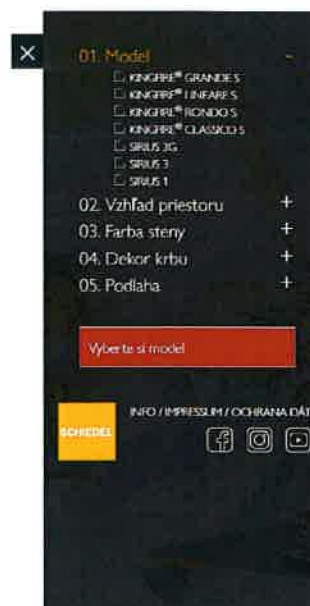 01. Model -
KINGFIRE® GRANDE S
KINGFIRE® LINEARE S
KINGFIRE® RONDO S
KINGFIRE® CLASSICO S
SIRIUS 3G
SIRIUS 3
SIRIUS 1
02. Vzhľad priestoru +
03. Farba steny +
04. Dekor krbu +
05. Podlaha +
Vyberte si model
INFO / IMPRESSUM / OCHRANA DÁT
SCHIEDEL